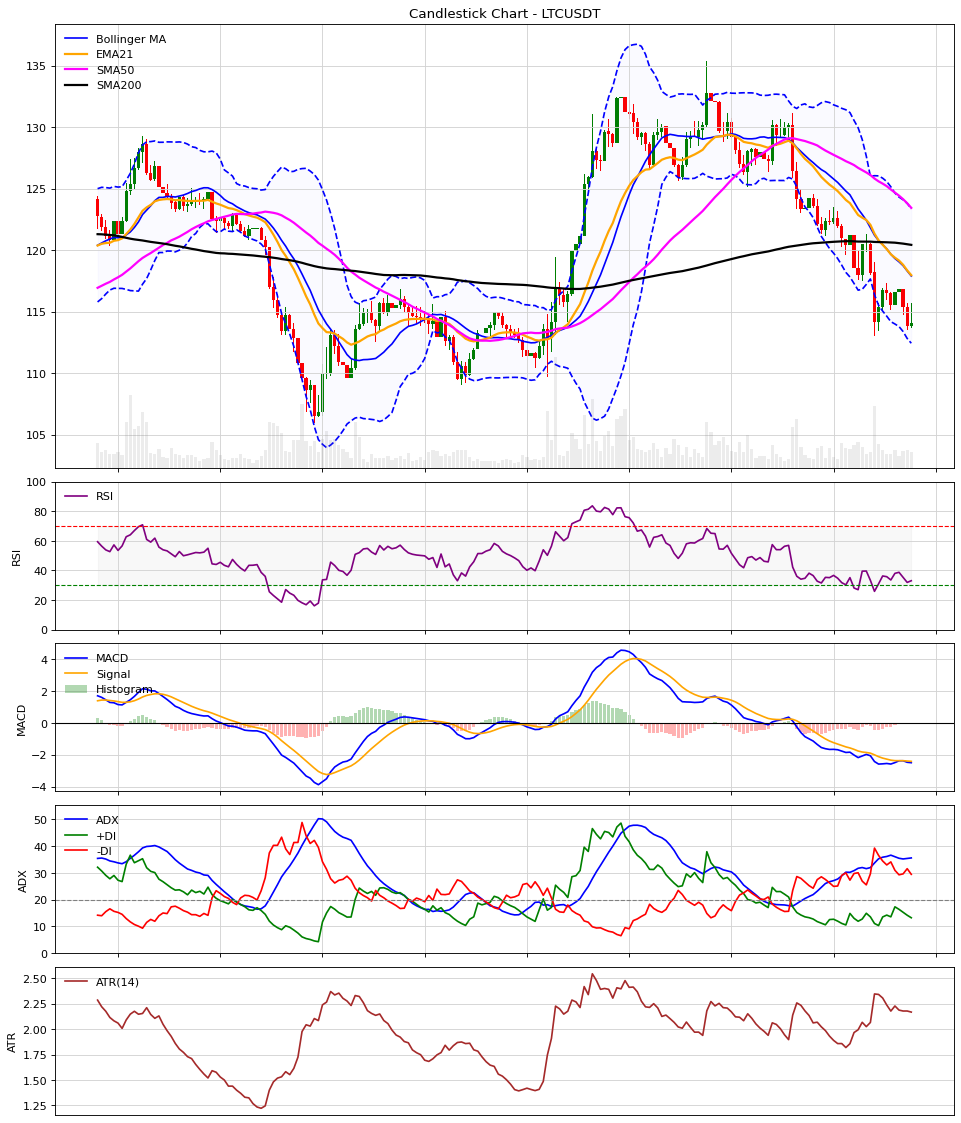 Candlestick Chart - LTCUSDT
Bollinger MA
EMA21
SMA50
SMA200
135
130
125
120
115
110
105
RSI
RSI
100
80
60
40
20
0
MACD
Signal
Histogram
MACD
4
2
0
−2
−4
ADX
+DI
-DI
ADX
50
40
30
20
10
0
ATR(14)
ATR
2.50
2.25
2.00
1.75
1.50
1.25